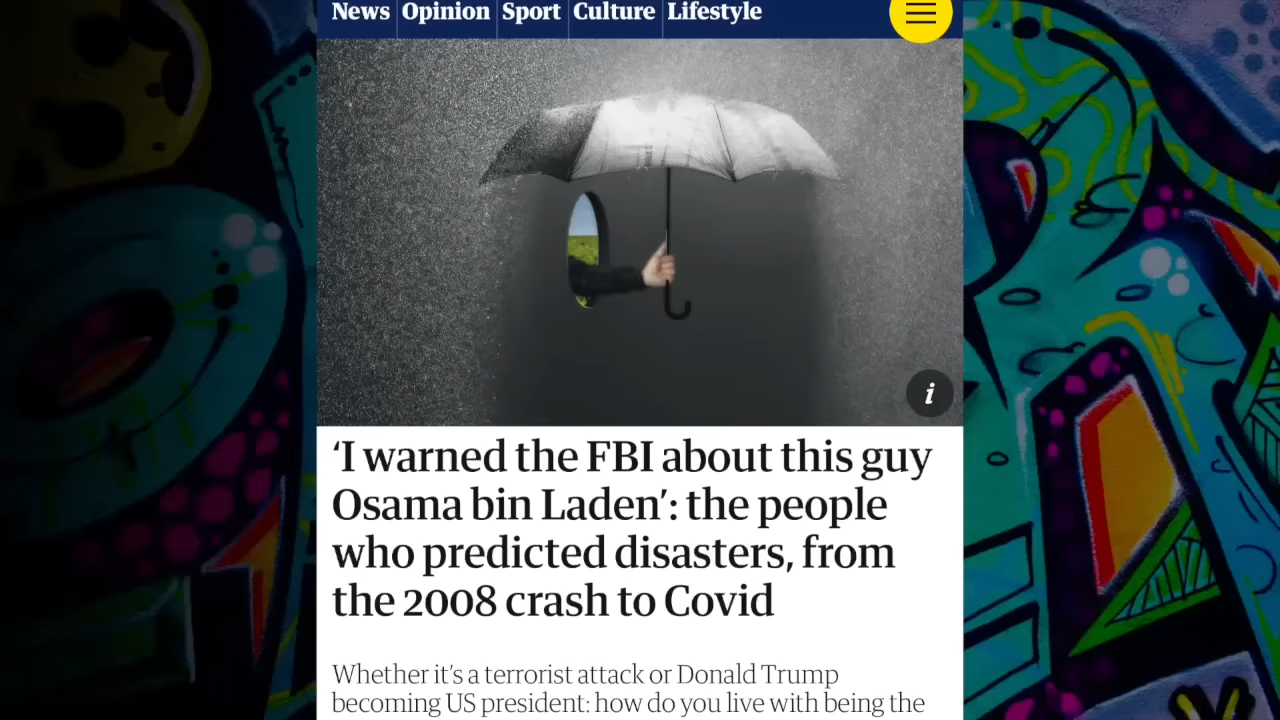 News Opinion Sport Culture Lifestyle
i
‘I warned the FBI about this guy
Osama bin Laden’: the people
who predicted disasters, from
the 2008 crash to Covid
Whether it’s a terrorist attack or Donald Trump
becoming US president: how do you live with being the